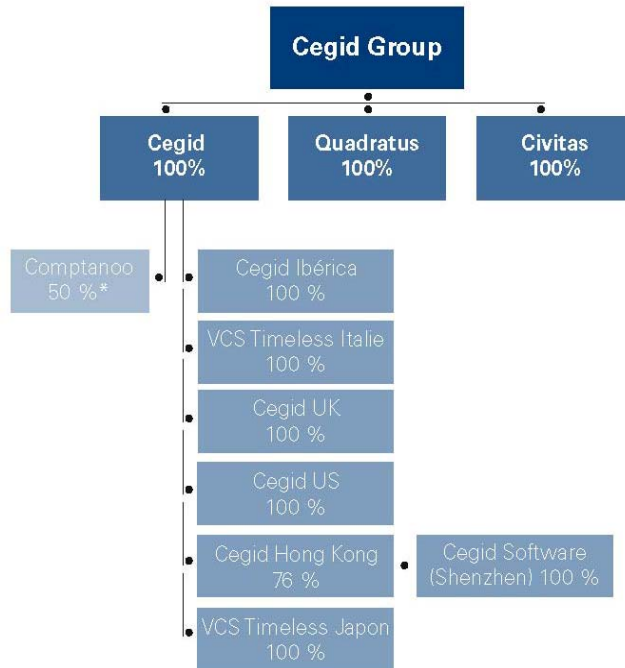 Cegid Group
Cegid
100%
Quadratus
100%
Civitas
100%
Comptanoo
50 %*
Cegid Ibérica
100 %
VCS Timeless Italie
100 %
Cegid UK
100 %
Cegid US
100 %
Cegid Hong Kong
76 %
Cegid Software
(Shenzhen) 100 %
VCS Timeless Japon
100 %